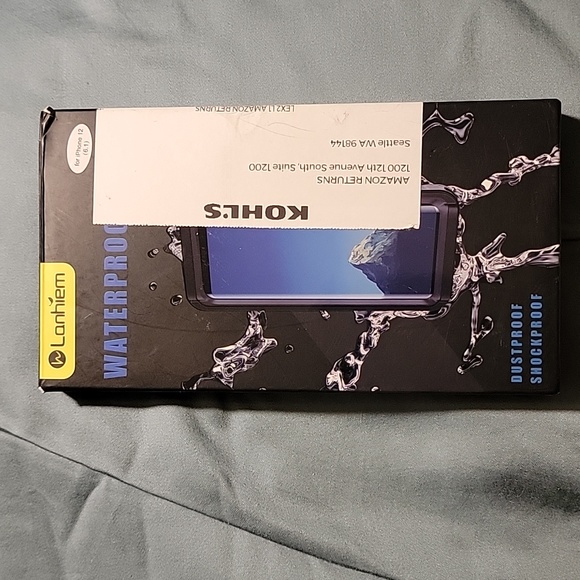 KOHL'S
AMAZON RETURNS
1200 12th Avenue South, Suite 1200
Seattle WA 98144
LEX2 | | AMAZON RETURNS
for iPhone 12
(6.1)
Lanhiem
WATERPROO
DUSTPROOF
SHOCKPROOF